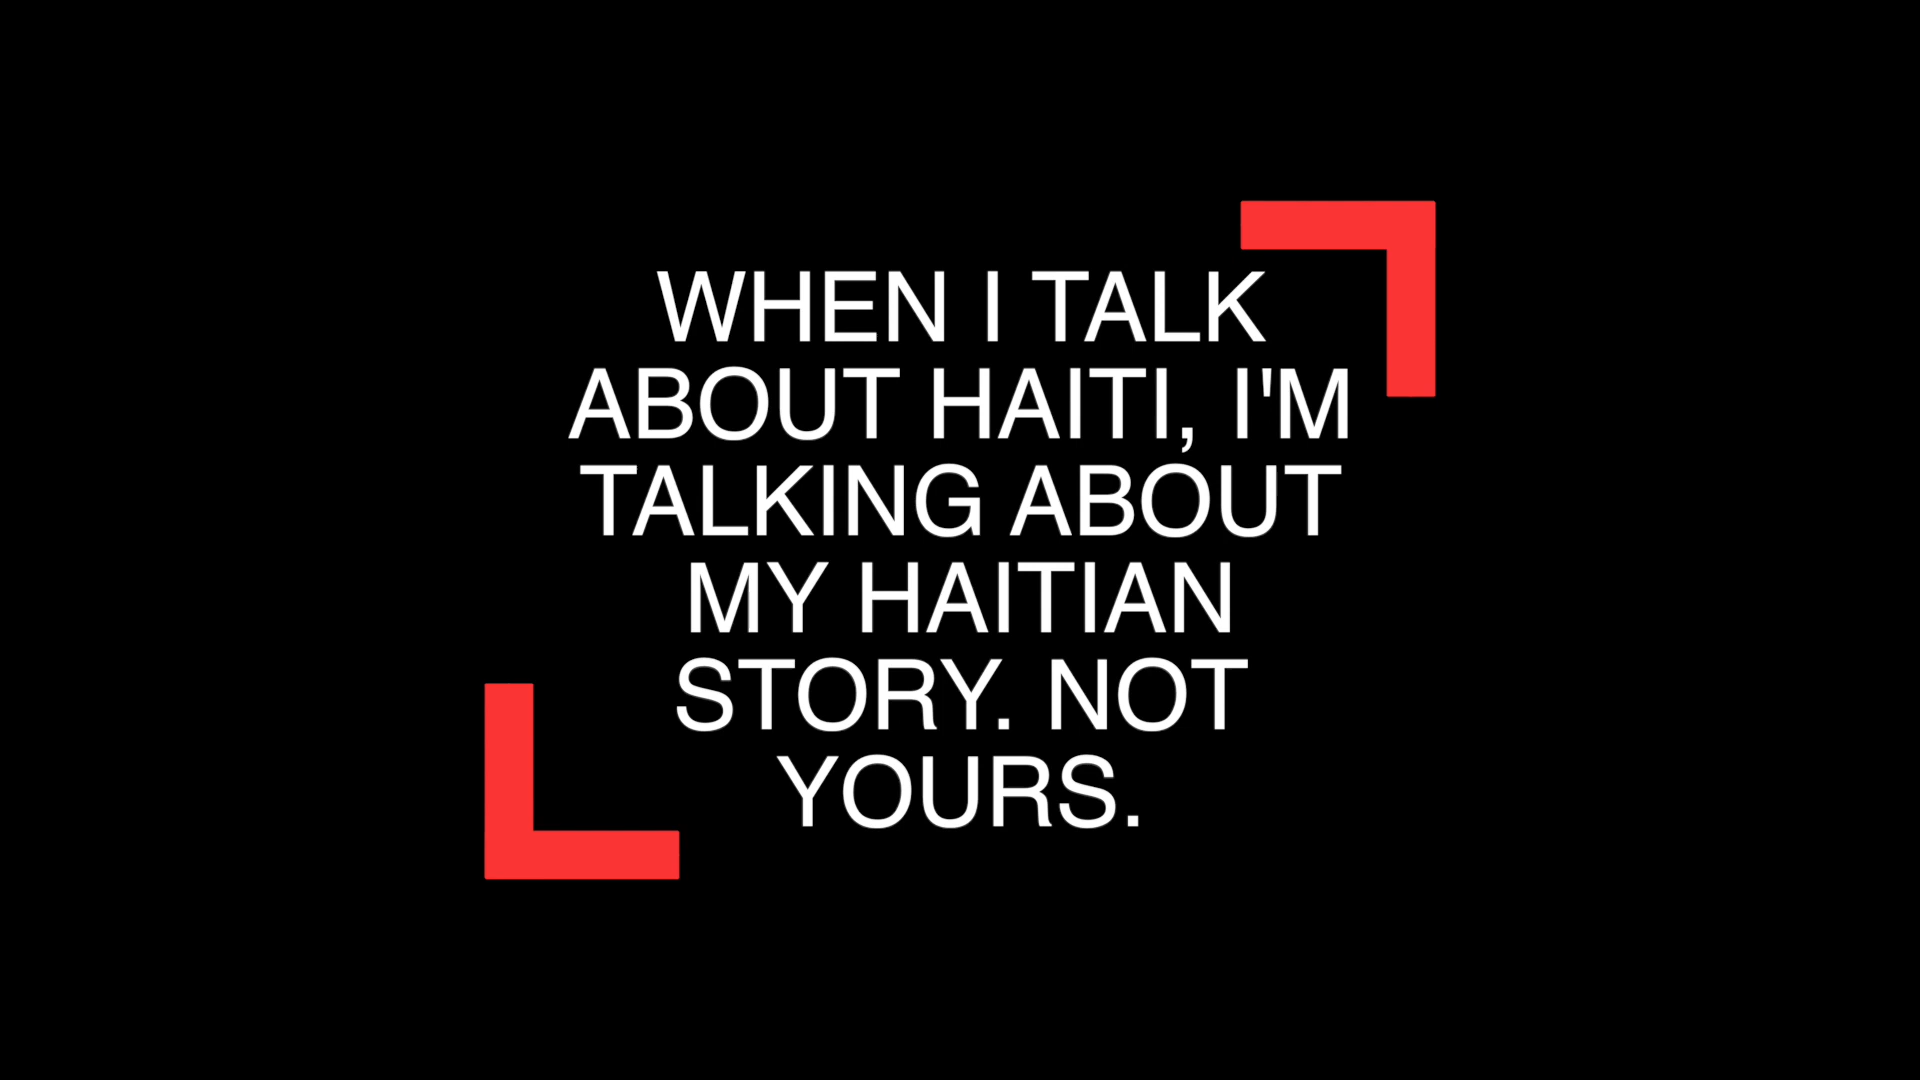 WHEN I TALK
ABOUT HAITI, I'M
TALKING ABOUT
MY HAITIAN
STORY. NOT
YOURS.